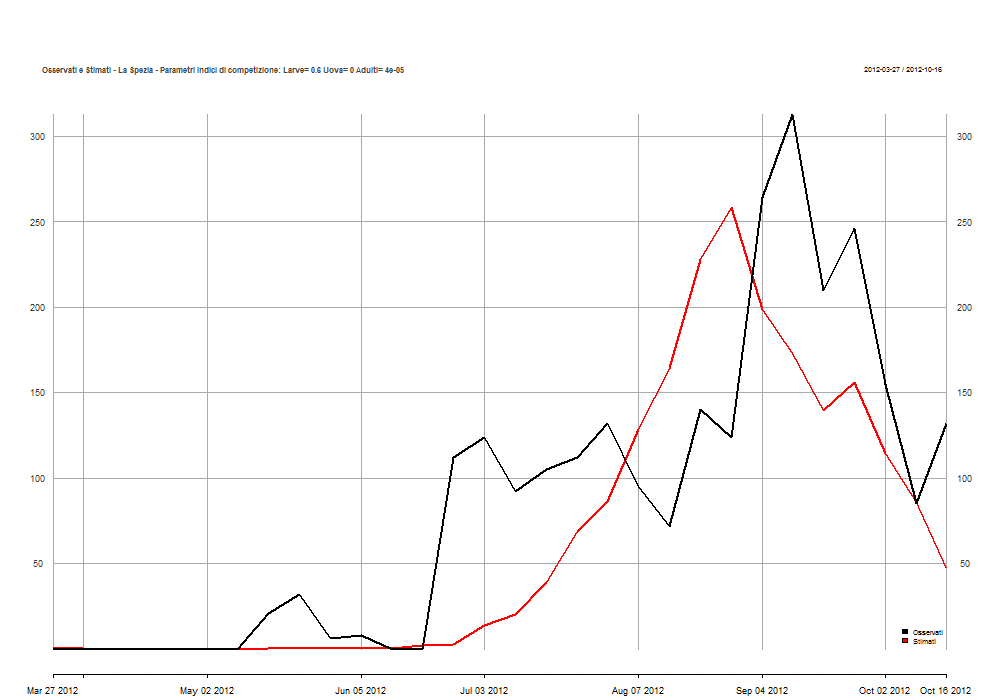 Osservati e Stimati - La Spezia - Parametri indici di competizione: Larve= 0.6 Uova= 0 Adulti= 4e-05
2012-03-27 / 2012-10-16
300 300
250 250
200 200
150 150
100 100
50 50
Osservati
Stimati
Mar 27 2012 May 02 2012 Jun 05 2012 Jul 03 2012 Aug 07 2012 Sep 04 2012 Oct 02 2012 Oct 16 2012